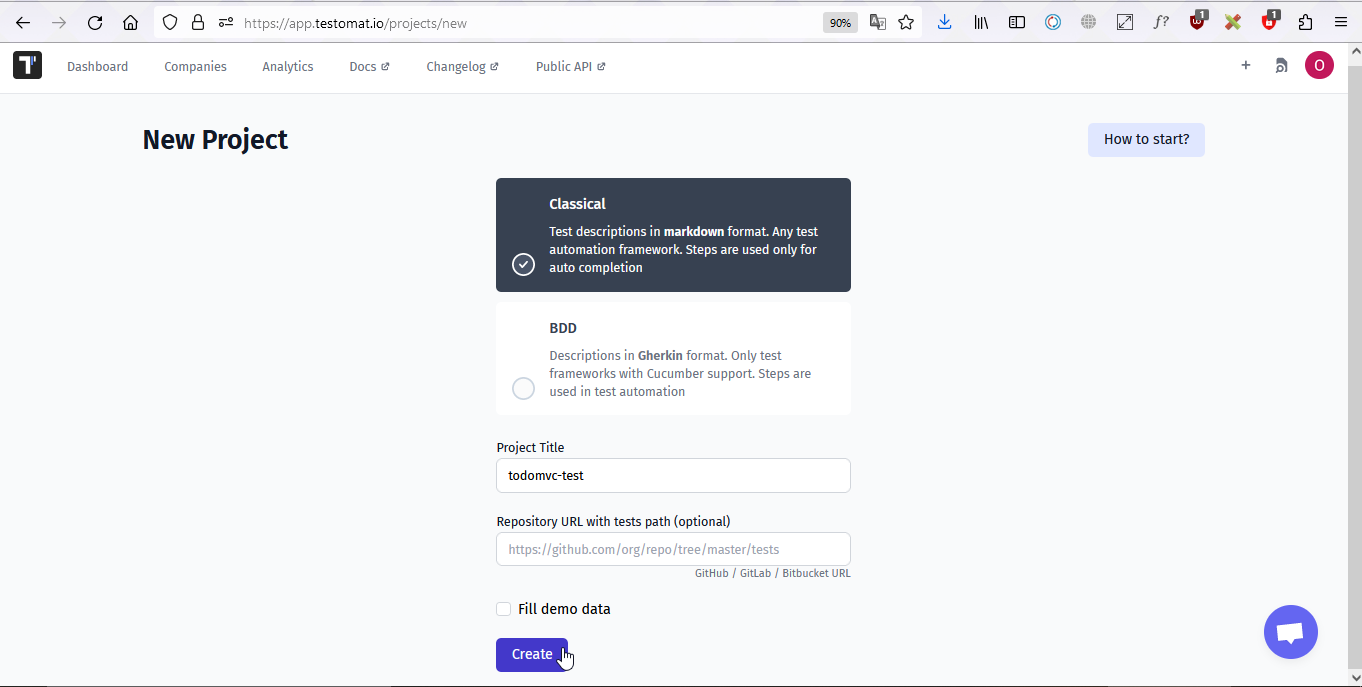 https://app.testomat.io/projects/new
90%
f?
1
1
T
Dashboard
Companies
Analytics
Docs
Changelog
Public API
+
O
New Project
How to start?
Classical
Test descriptions in markdown format. Any test
automation framework. Steps are used only for
auto completion
BDD
Descriptions in Gherkin format. Only test
frameworks with Cucumber support. Steps are
used in test automation
Project Title
todomvc-test
Repository URL with tests path (optional)
https://github.com/org/repo/tree/master/tests
GitHub / GitLab / Bitbucket URL
Fill demo data
Create